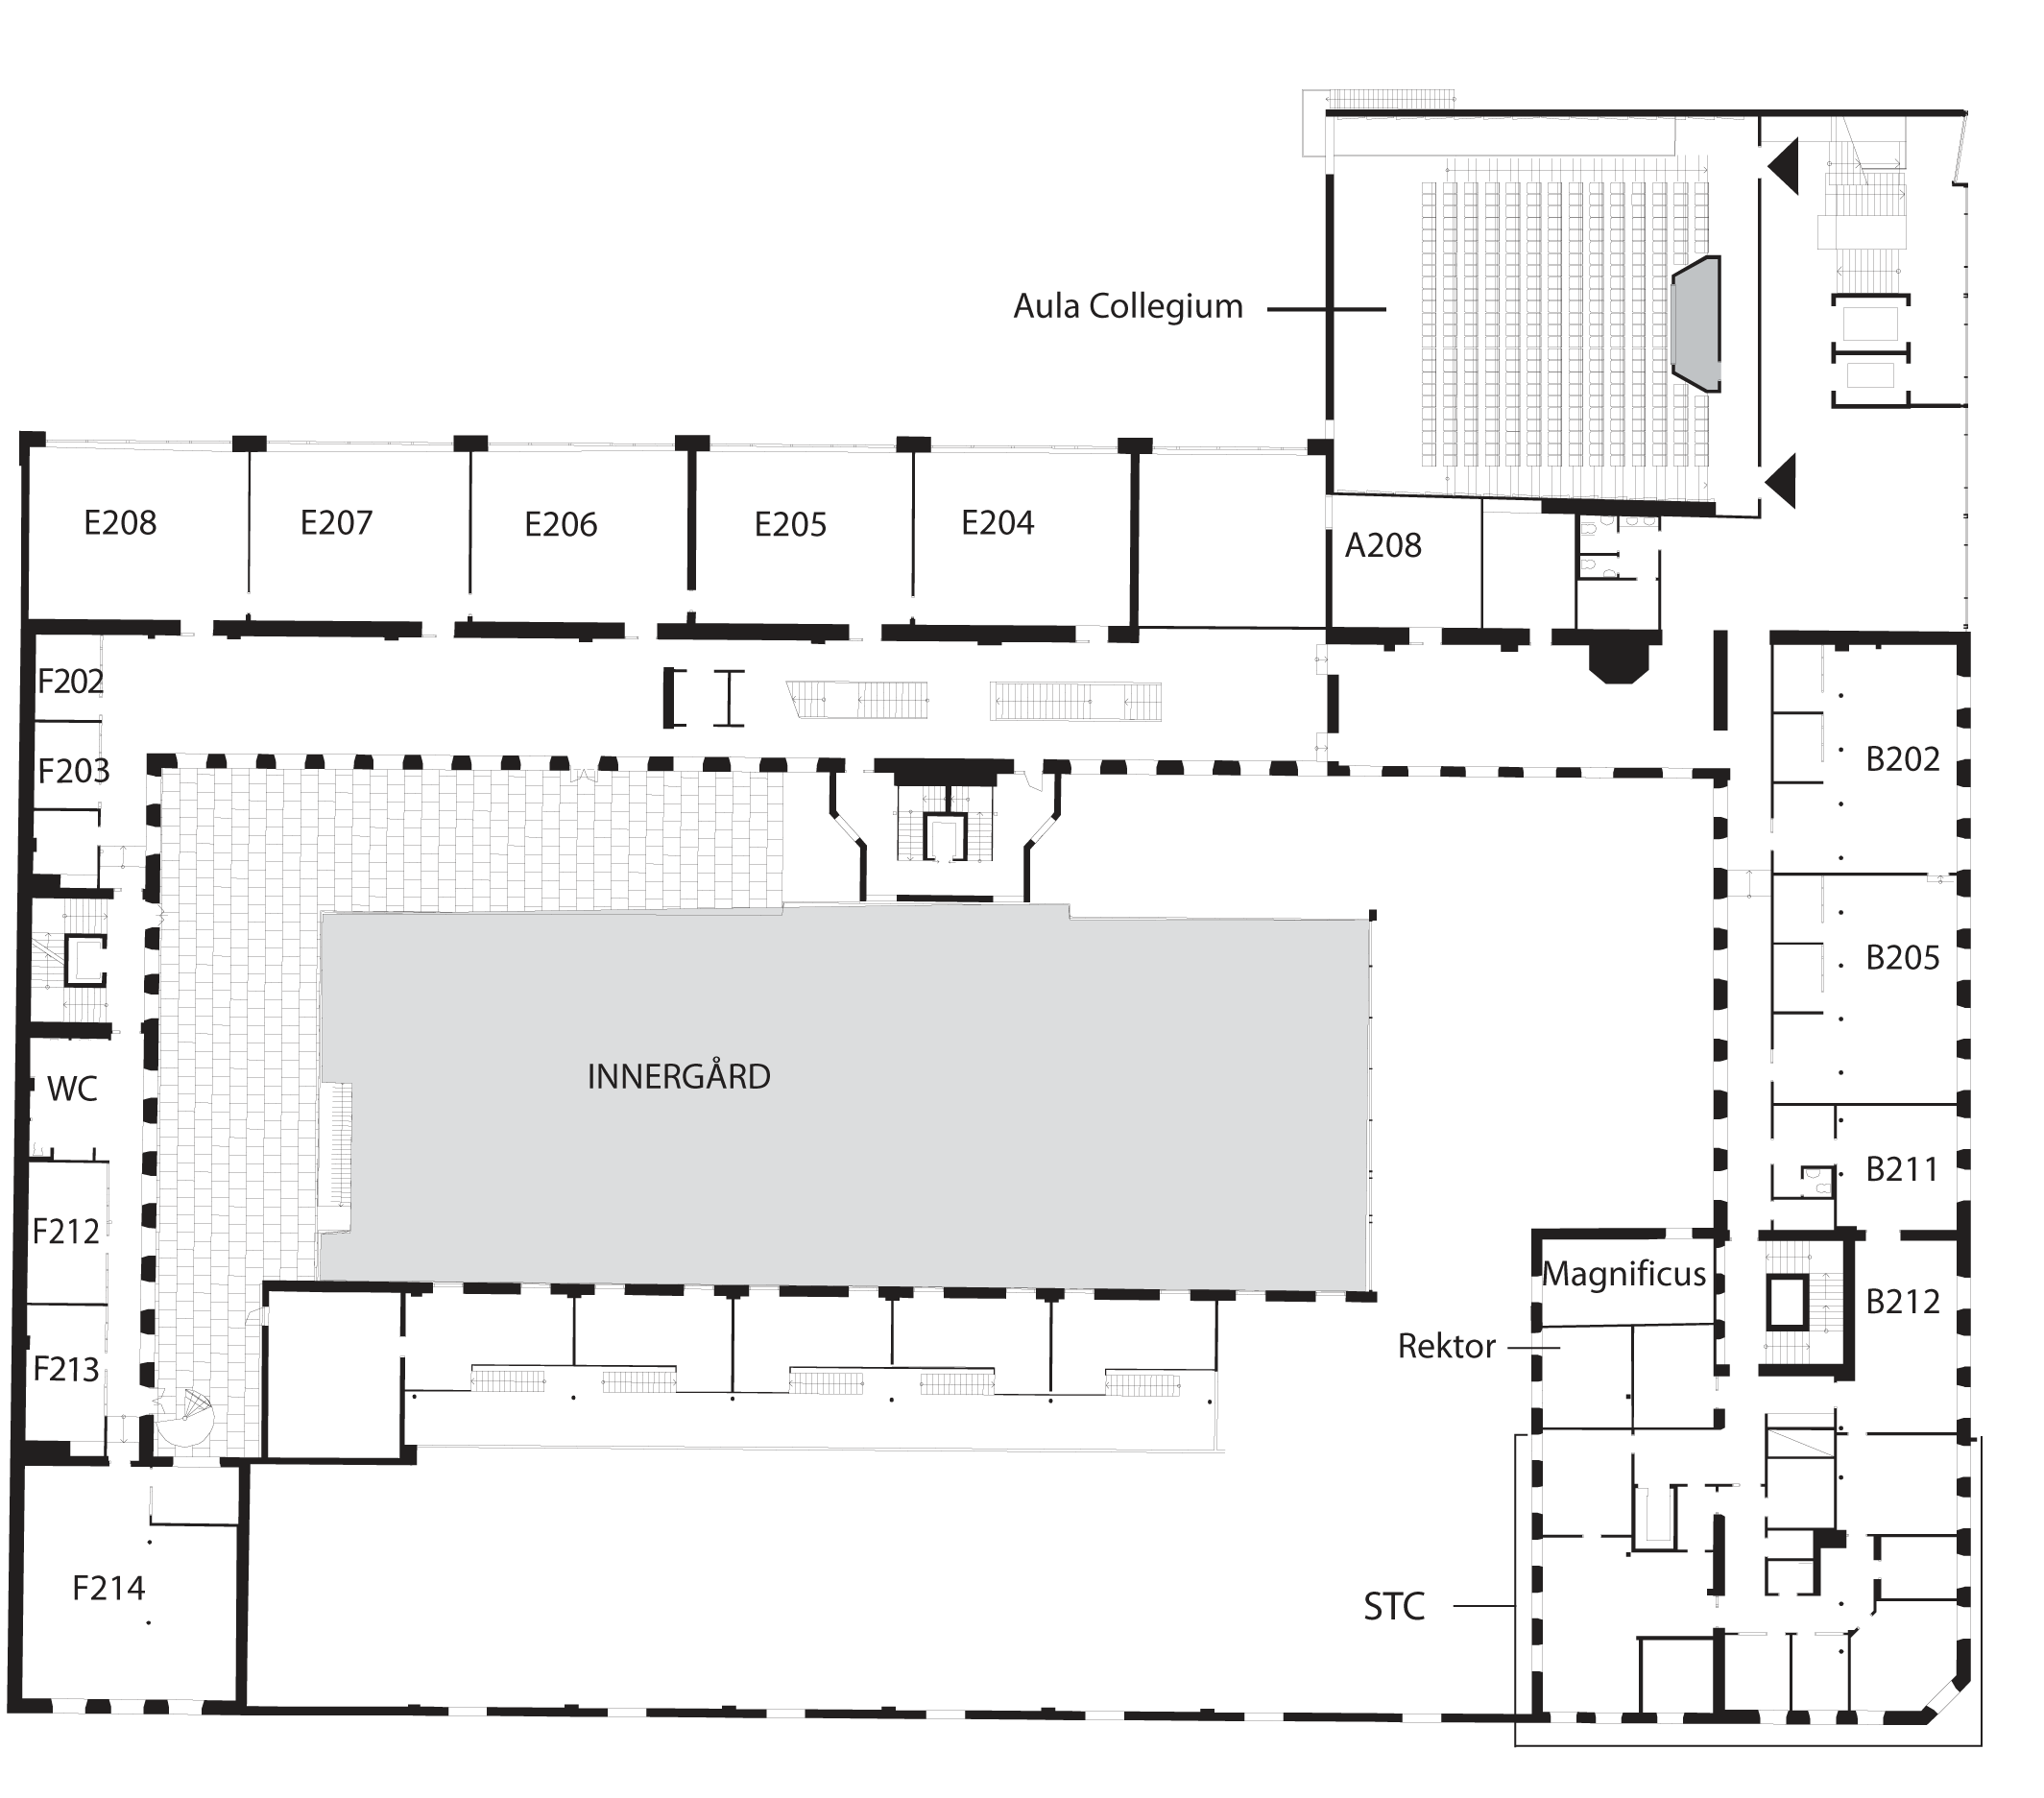 Aula Collegium
E208
E207
E206
E205
E204
A208
F202
F203
B202
B205
INNERGÅRD
WC
B211
F212
Magnificus
B212
Rektor
F213
F214
STC